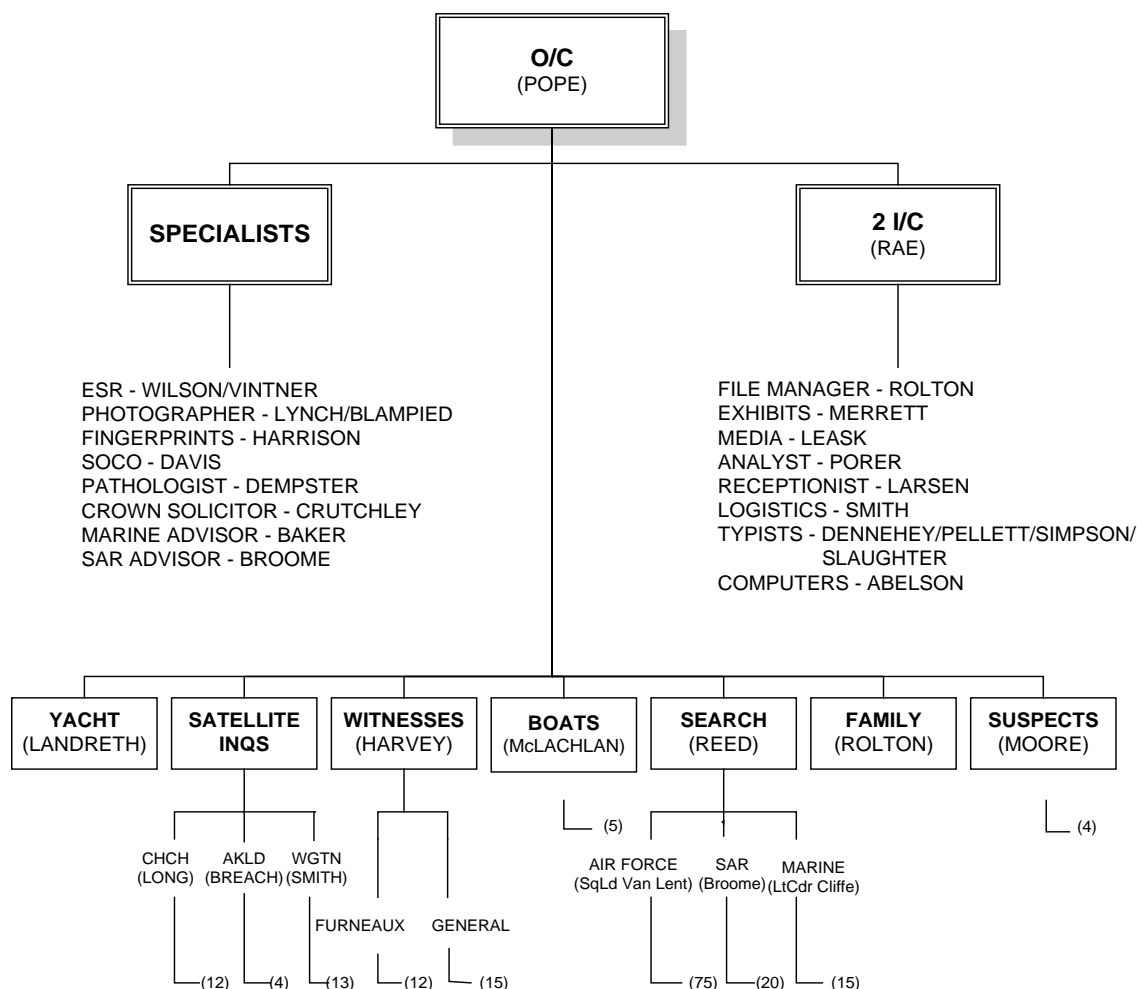 O/C
(POPE)
SPECIALISTS
2 I/C
(RAE)
ESR - WILSON/VINTNER
PHOTOGRAPHER - LYNCH/BLAMPIED
FINGERPRINTS - HARRISON
SOCO - DAVIS
PATHOLOGIST - DEMPSTER
CROWN SOLICITOR - CRUTCHLEY
MARINE ADVISOR - BAKER
SAR ADVISOR - BROOME
FILE MANAGER - ROLTON
EXHIBITS - MERRETT
MEDIA - LEASK
ANALYST - PORER
RECEPTIONIST - LARSEN
LOGISTICS - SMITH
TYPISTS - DENNEHEY/PELLETT/SIMPSON/
SLAUGHTER
COMPUTERS - ABELSON
YACHT
(LANDRETH)
SATELLITE
INQS
WITNESSES
(HARVEY)
BOATS
(McLACHLAN)
SEARCH
(REED)
FAMILY
(ROLTON)
SUSPECTS
(MOORE)
(5)
(4)
CHCH
(LONG)
AKLD
(BREACH)
WGTN
(SMITH)
AIR FORCE
(SqLd Van Lent)
SAR
(Broome)
MARINE
(LtCdr Cliffe)
FURNEAUX
GENERAL
(12)
(4)
(13)
(12)
(15)
(75)
(20)
(15)